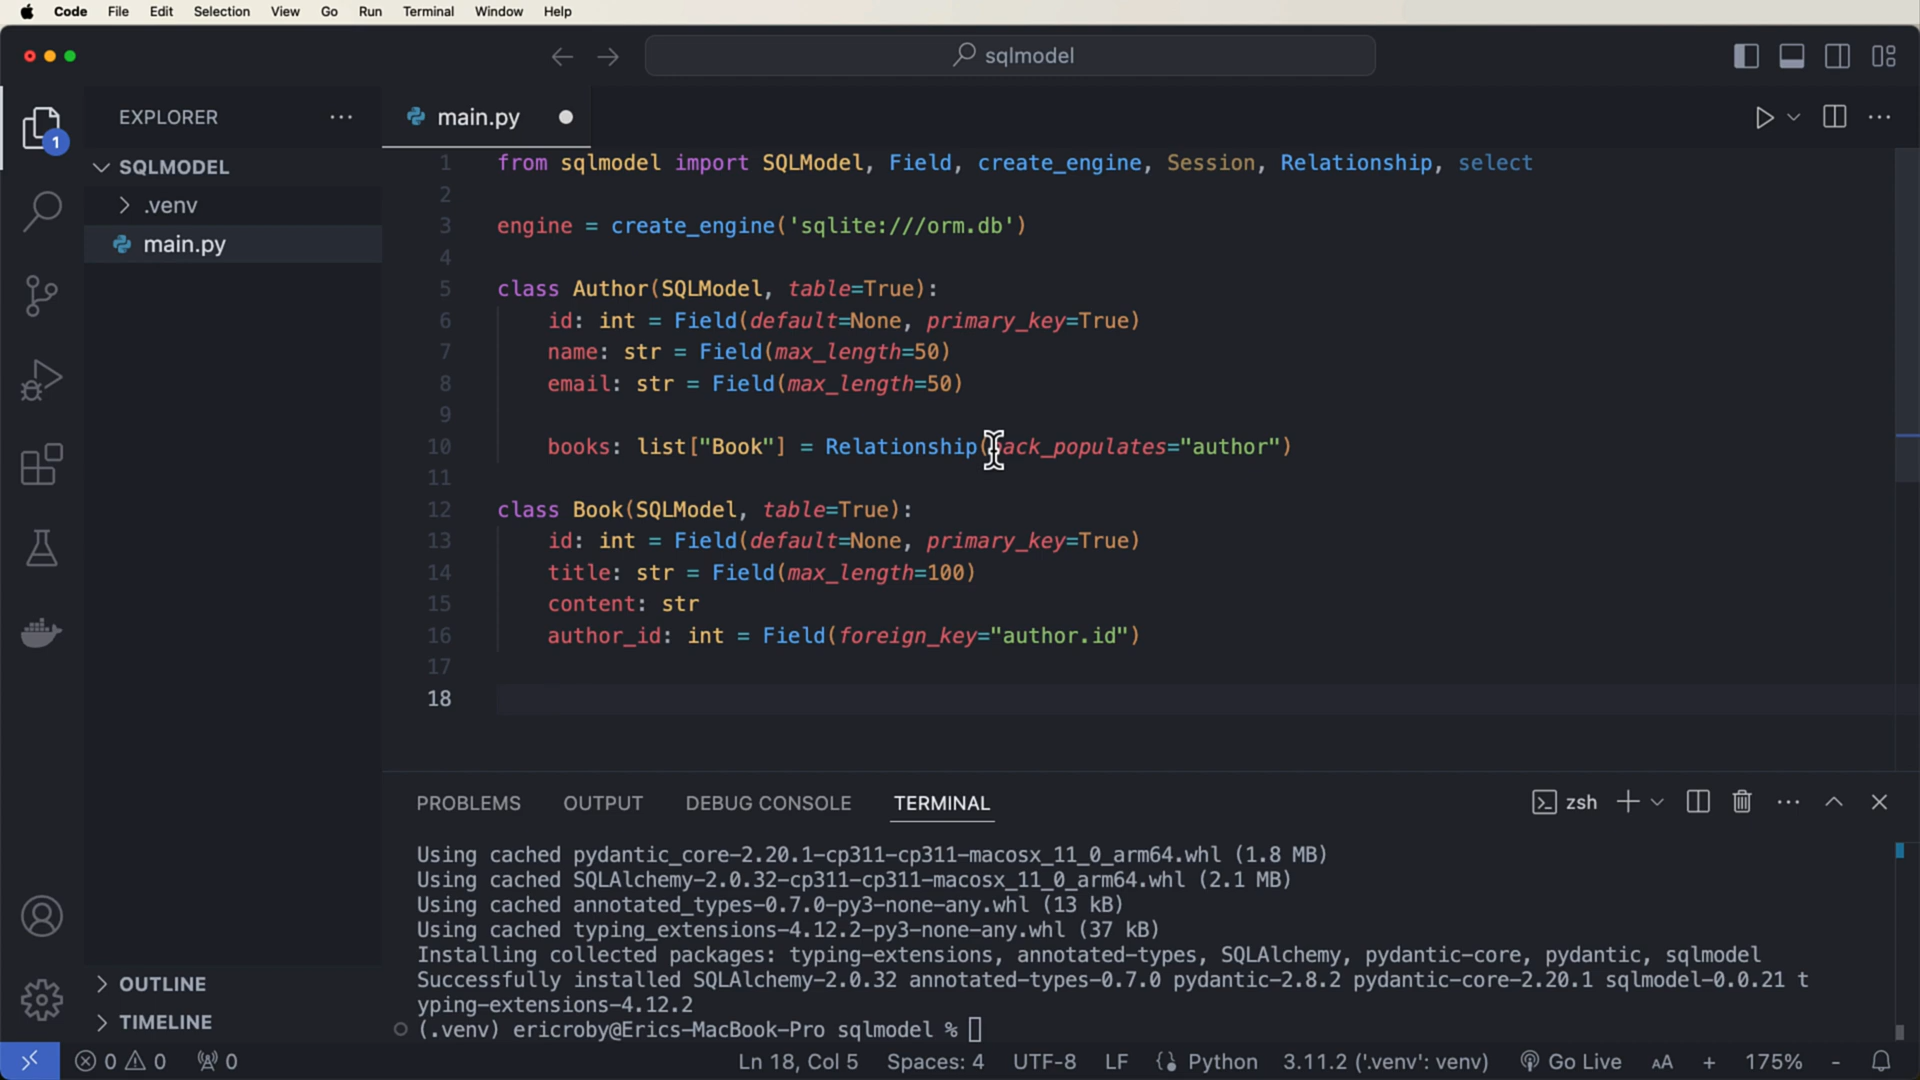 Code File Edit Selection View Go Run Terminal Window Help
sqlmodel
EXPLORER
main.py
1
SQLMODEL
.venv
main.py
1 from sqlmodel import SQLModel, Field, create_engine, Session, Relationship, select
2
3 engine = create_engine('sqlite:///orm.db')
4
5 class Author(SQLModel, table=True):
6 id: int = Field(default=None, primary_key=True)
7 name: str = Field(max_length=50)
8 email: str = Field(max_length=50)
9
10 books: list["Book"] = Relationship(back_populates="author")
11
12 class Book(SQLModel, table=True):
13 id: int = Field(default=None, primary_key=True)
14 title: str = Field(max_length=100)
15 content: str
16 author_id: int = Field(foreign_key="author.id")
17
18
PROBLEMS OUTPUT DEBUG CONSOLE TERMINAL zsh
Using cached pydantic_core-2.20.1-cp311-cp311-macosx_11_0_arm64.whl (1.8 MB)
Using cached SQLAlchemy-2.0.32-cp311-cp311-macosx_11_0_arm64.whl (2.1 MB)
Using cached annotated_types-0.7.0-py3-none-any.whl (13 kB)
Using cached typing_extensions-4.12.2-py3-none-any.whl (37 kB)
Installing collected packages: typing-extensions, annotated-types, SQLAlchemy, pydantic-core, pydantic, sqlmodel
Successfully installed SQLAlchemy-2.0.32 annotated-types-0.7.0 pydantic-2.8.2 pydantic-core-2.20.1 sqlmodel-0.0.21 t
yping-extensions-4.12.2
(.venv) ericroby@Erics-MacBook-Pro sqlmodel %
OUTLINE
TIMELINE
0 0 0 Ln 18, Col 5 Spaces: 4 UTF-8 LF Python 3.11.2 ('.venv': venv) Go Live AA + 175% -